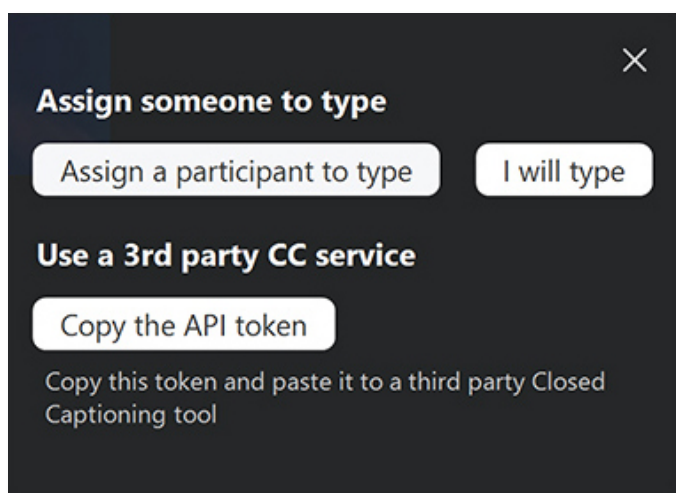 Assign someone to type
Assign a participant to type I will type
Use a 3rd party CC service
Copy the API token
Copy this token and paste it to a third party Closed
Captioning tool